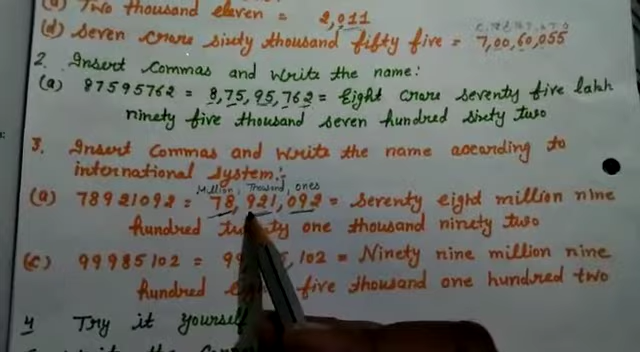 (c) Two thousand eleven = 2,011
(d) Seven crore sixty thousand fifty five = 7,00,60,055
2. Insert Commas and write the name:
(a) 87595762 = 8,75,95,762 = Eight Crore seventy five lakh
ninety five thousand seven hundred sixty two
3. Insert Commas and write the name according to
international system:
Million, Thousand, ones
(a) 78921092 = 78,921,092 = seventy eight million nine
hundred twenty one thousand ninety two
(c) 99985102 = 99 ,102 = Ninety nine million nine
hundred five thousand one hundred two
4 Try it yourself